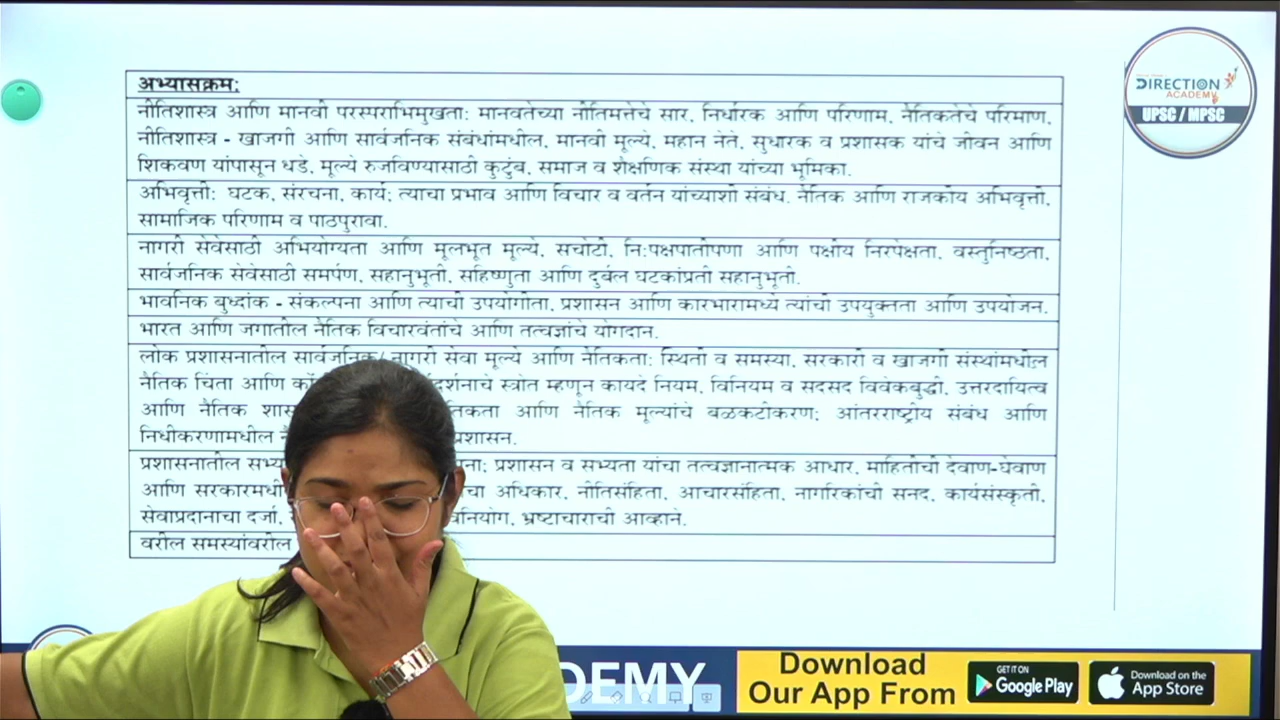 DIRECTION
ACADEMY
UPSC / MPSC
अभ्यासक्रम:
नीतिशास्त्र आणि मानवी परस्पराभिमुखता: मानवतेच्या नीतिमत्तेचे सार, निर्धारक आणि परिणाम, नैतिकतेचे परिमाण,
नीतिशास्त्र - खाजगी आणि सार्वजनिक संबंधांमधील, मानवी मूल्ये, महान नेते, सुधारक व प्रशासक यांचे जीवन आणि
शिकवण यांपासून धडे, मूल्ये रुजविण्यासाठी कुटुंब, समाज व शैक्षणिक संस्था यांच्या भूमिका.
अभिवृत्ती: घटक, संरचना, कार्य; त्याचा प्रभाव आणि विचार व वर्तन यांच्याशी संबंध, नैतिक आणि राजकीय अभिवृत्ती,
सामाजिक परिणाम व पाठपुरावा.
नागरी सेवेसाठी अभियोग्यता आणि मूलभूत मूल्ये, सचोटी, नि:पक्षपातीपणा आणि पक्षीय निरपेक्षता, वस्तुनिष्ठता,
सार्वजनिक सेवेसाठी समर्पण, सहानुभूती, सहिष्णुता आणि दुर्बल घटकांप्रती सहानुभूती.
भावनिक बुध्दांक - संकल्पना आणि त्याची उपयोगीता, प्रशासन आणि कारभारामध्ये त्यांची उपयुक्तता आणि उपयोजन.
भारत आणि जगातील नैतिक विचारवंतांचे आणि तत्वज्ञांचे योगदान.
लोक प्रशासनातील सार्वजनिक/ नागरी सेवा मूल्ये आणि नैतिकता: स्थिती व समस्या, सरकारी व खाजगी संस्थांमधील
नैतिक चिंता आणि दर्शनाचे स्त्रोत म्हणून कायदे नियम, विनियम व सदसद विवेकबुद्धी, उत्तरदायित्व
आणि नैतिक आणि नैतिक मूल्यांचे बळकटीकरण; आंतरराष्ट्रीय संबंध आणि
निधीकरणामधील प्रशासन.
प्रशासनातील प्रशासन व सभ्यता यांचा तत्वज्ञानात्मक आधार, माहितीची देवाण-घेवाण
आणि अधिकार, नीतिसंहिता, आचारसंहिता, नागरिकांची सनद, कार्यसंस्कृती,
सेवाप्रदानाचा दर्जा, भ्रष्टाचाराची आव्हाने.
वरील समस्यांवरील
Download
Our App From
GET IT ON
Google Play
Download on the
App Store